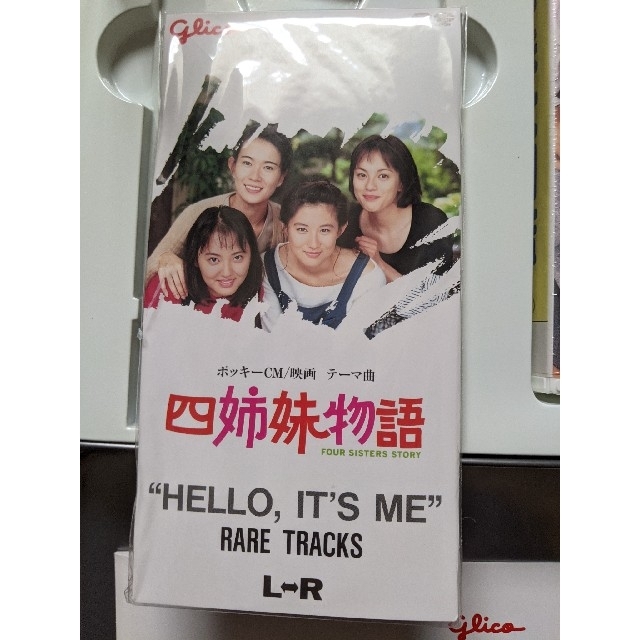 glico
ポッキーCM/映画 テーマ曲
四姉妹物語
FOUR SISTERS STORY
"HELLO, IT'S ME"
RARE TRACKS
L↔R
glico